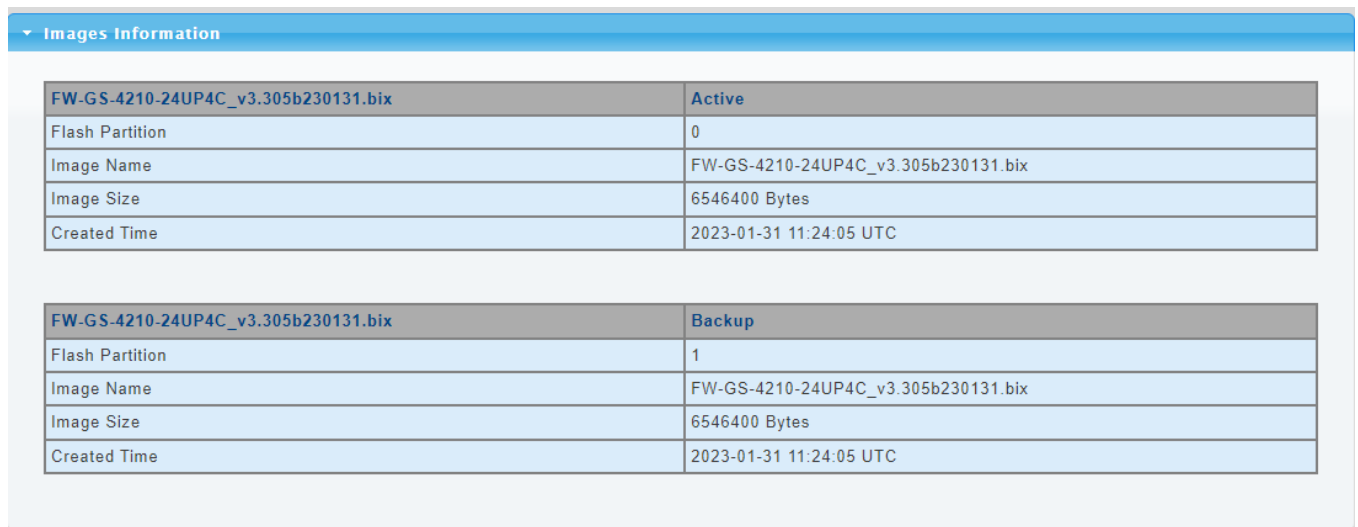 Images Information
FW-GS-4210-24UP4C_v3.305b230131.bix Active
Flash Partition 0
Image Name FW-GS-4210-24UP4C_v3.305b230131.bix
Image Size 6546400 Bytes
Created Time 2023-01-31 11:24:05 UTC
FW-GS-4210-24UP4C_v3.305b230131.bix Backup
Flash Partition 1
Image Name FW-GS-4210-24UP4C_v3.305b230131.bix
Image Size 6546400 Bytes
Created Time 2023-01-31 11:24:05 UTC